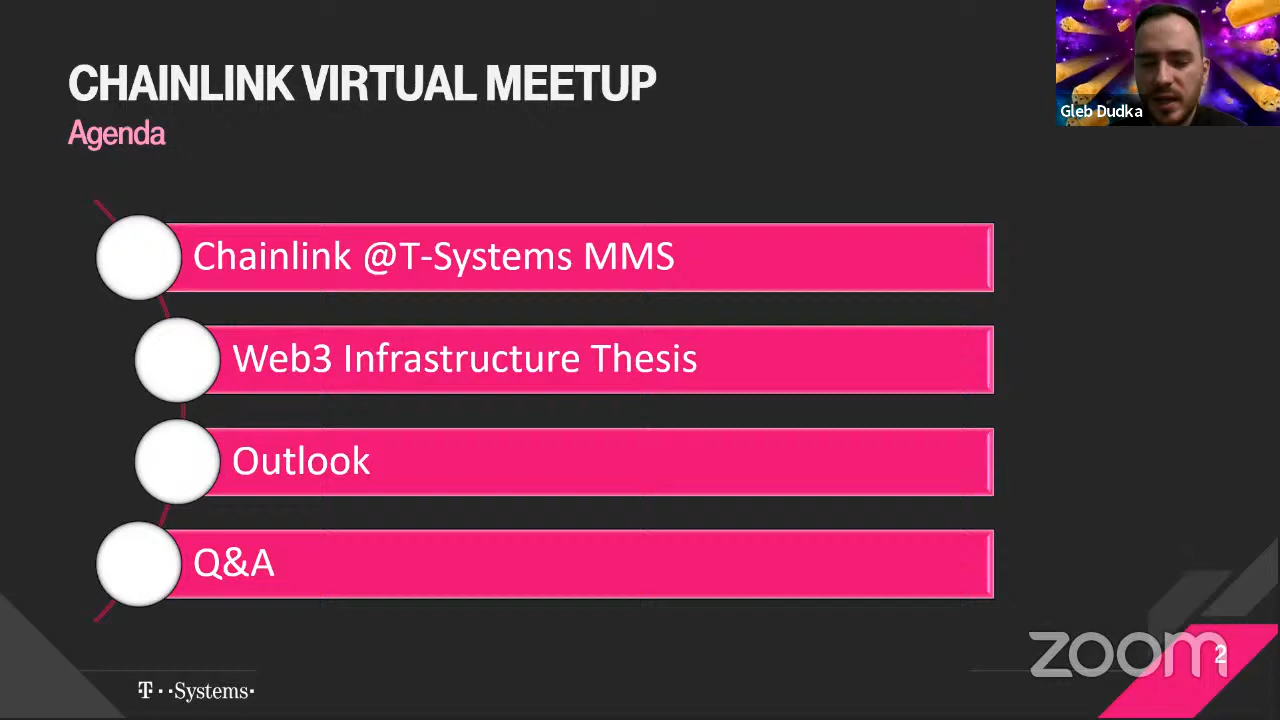 CHAINLINK VIRTUAL MEETUP
Agenda
Gleb Dudka
Chainlink @T-Systems MMS
Web3 Infrastructure Thesis
Outlook
Q&A
T··Systems·
zoom
2